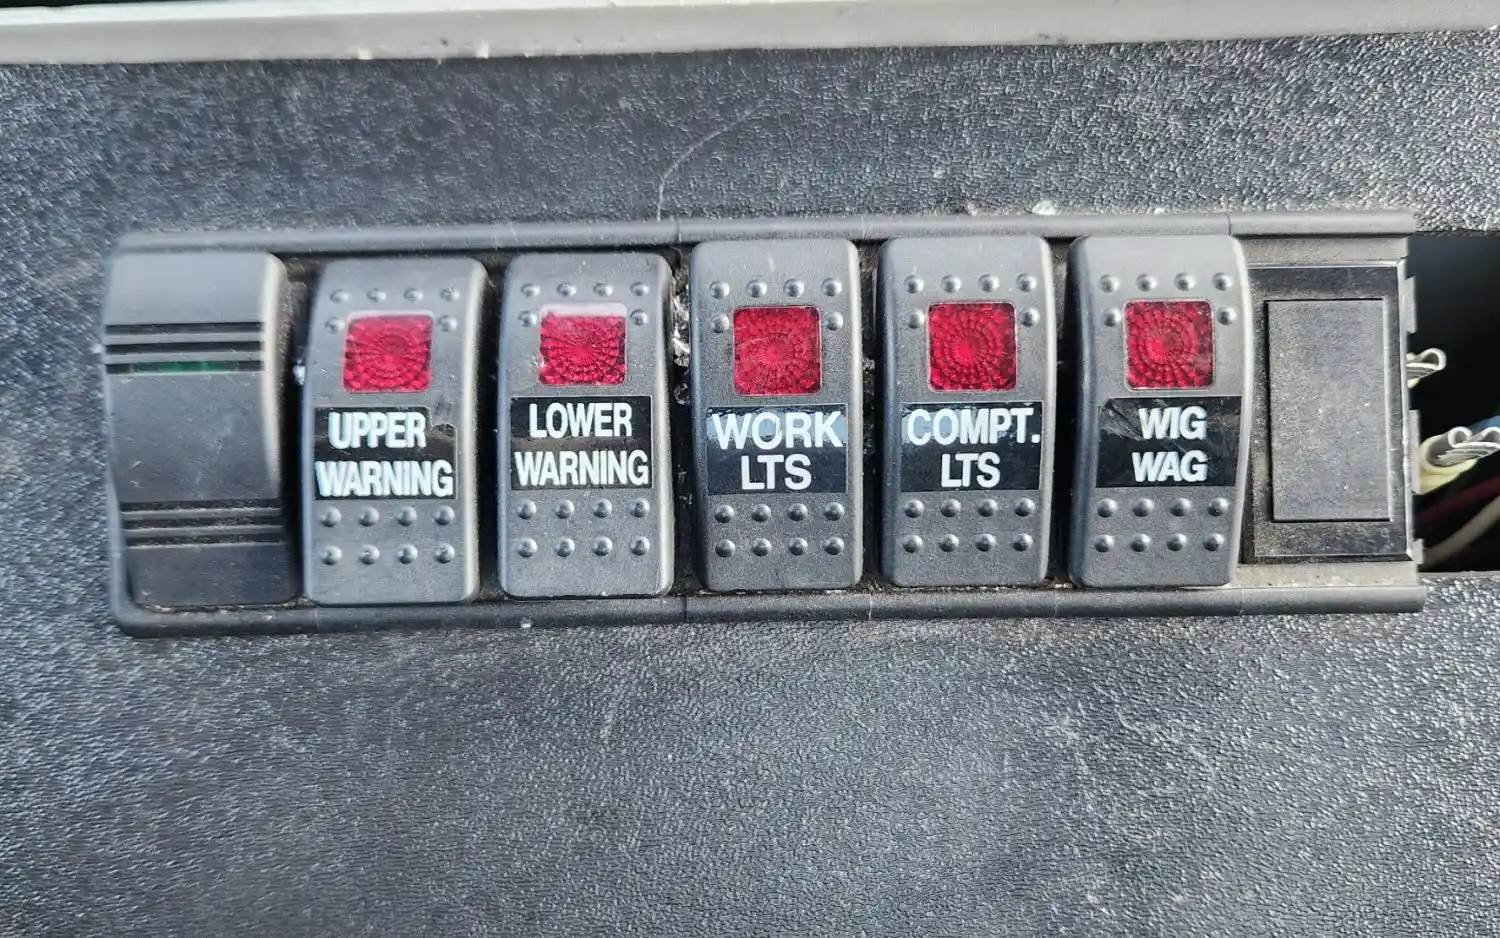 UPPER
WARNING
LOWER
WARNING
WORK
LTS
COMPT.
LTS
WIG
WAG